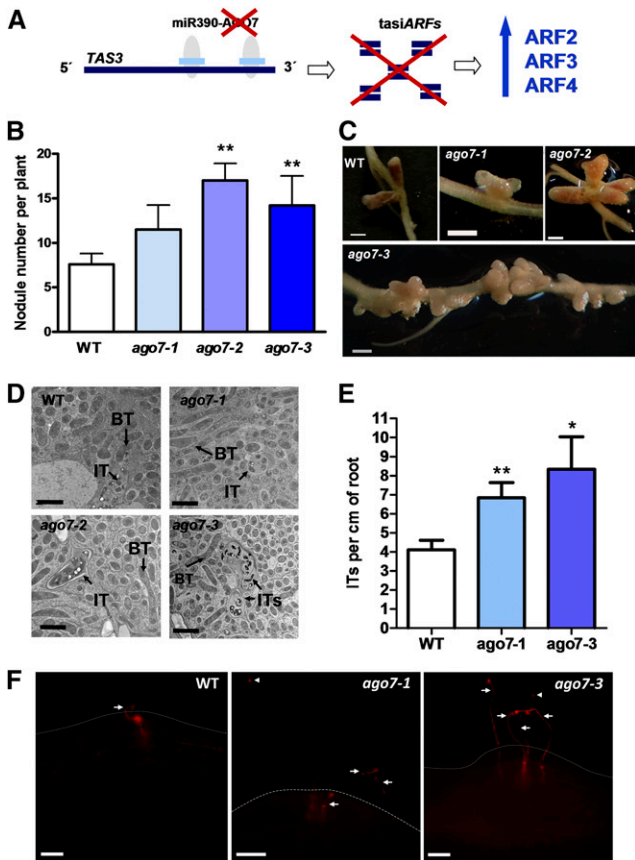 A
miR390-AGO7
TAS3
5´
3´
tasiARFs
ARF2
ARF3
ARF4
B
Nodule number per plant
20
15
10
5
0
**
**
WT
ago7-1
ago7-2
ago7-3
C
WT
ago7-1
ago7-2
ago7-3
D
WT
BT
IT
ago7-1
BT
IT
ago7-2
BT
IT
ago7-3
BT
ITs
E
ITs per cm of root
11
10
9
8
7
6
5
4
3
2
1
0
**
*
WT
ago7-1
ago7-3
F
WT
ago7-1
ago7-3